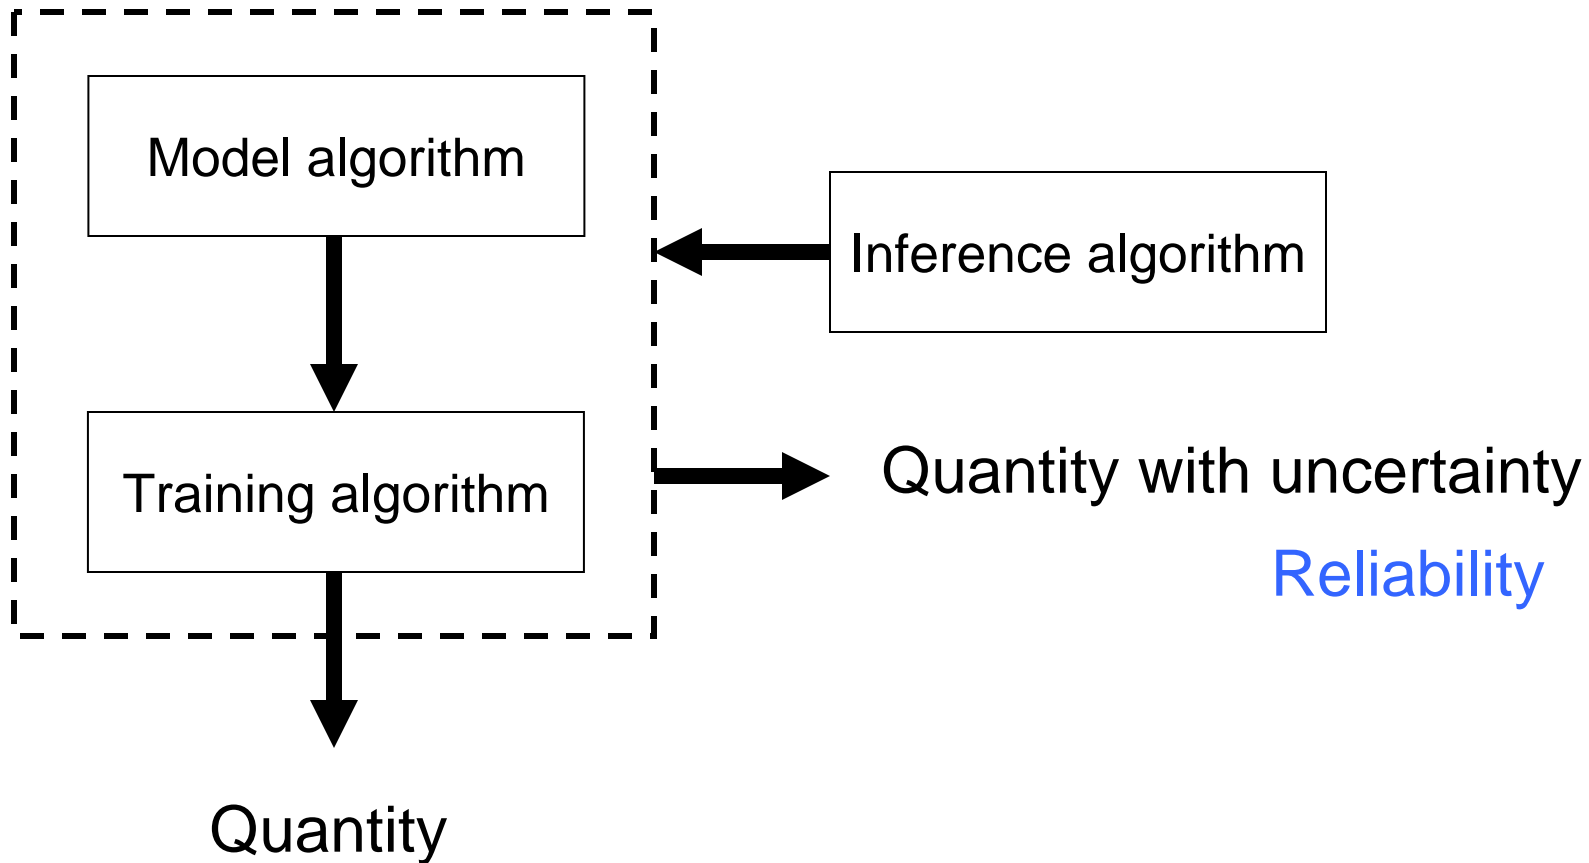 Model algorithm
Inference algorithm
Training algorithm
Quantity with uncertainty
Reliability
Quantity